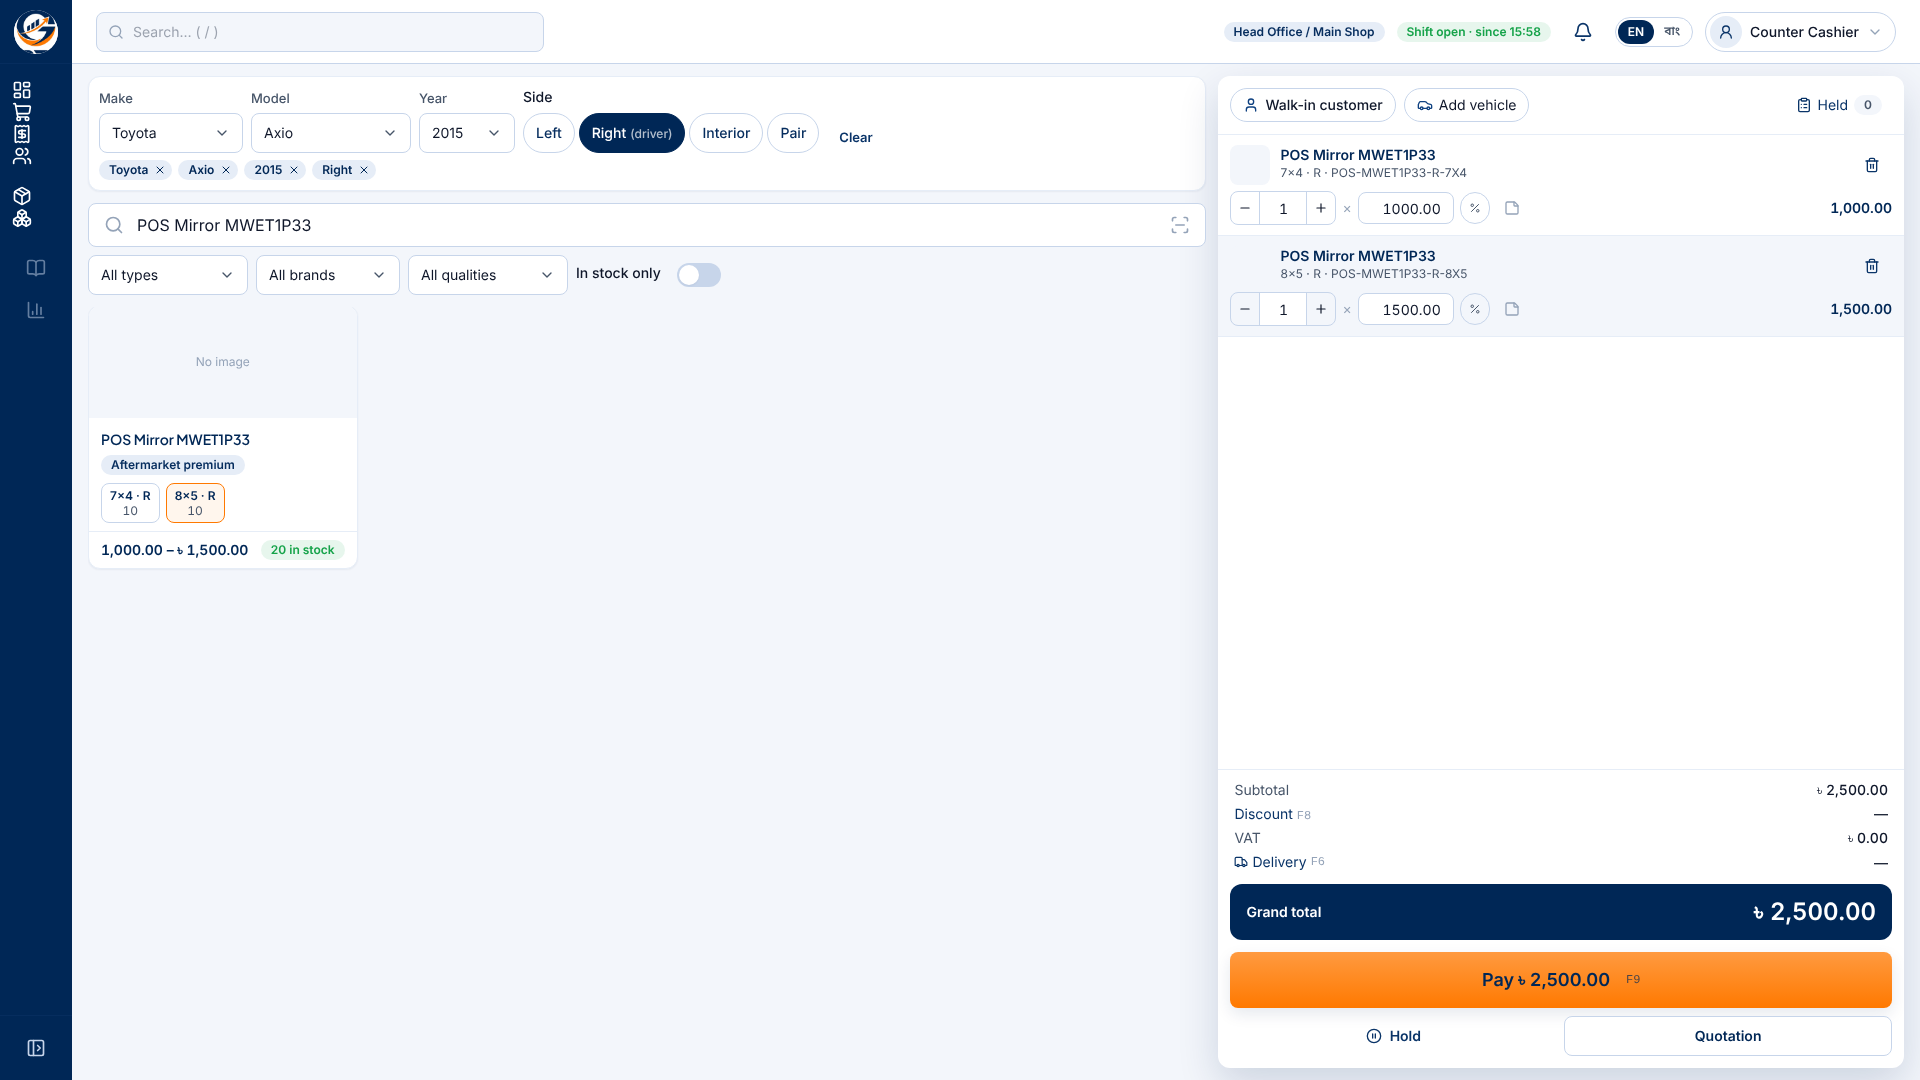 Search... ( / )
Head Office / Main Shop
Shift open · since 15:58
EN
বাং
Counter Cashier
Make
Model
Year
Side
Toyota
Axio
2015
Left
Right (driver)
Interior
Pair
Clear
Toyota ×
Axio ×
2015 ×
Right ×
POS Mirror MWET1P33
All types
All brands
All qualities
In stock only
No image
POS Mirror MWET1P33
Aftermarket premium
7×4 · R
10
8×5 · R
10
1,000.00 – ৳ 1,500.00
20 in stock
Walk-in customer
Add vehicle
Held 0
POS Mirror MWET1P33
7×4 · R · POS-MWET1P33-R-7X4
− 1 + × 1000.00 %
1,000.00
POS Mirror MWET1P33
8×5 · R · POS-MWET1P33-R-8X5
− 1 + × 1500.00 %
1,500.00
Subtotal ৳ 2,500.00
Discount F8 —
VAT ৳ 0.00
Delivery F6 —
Grand total ৳ 2,500.00
Pay ৳ 2,500.00 F9
Hold
Quotation